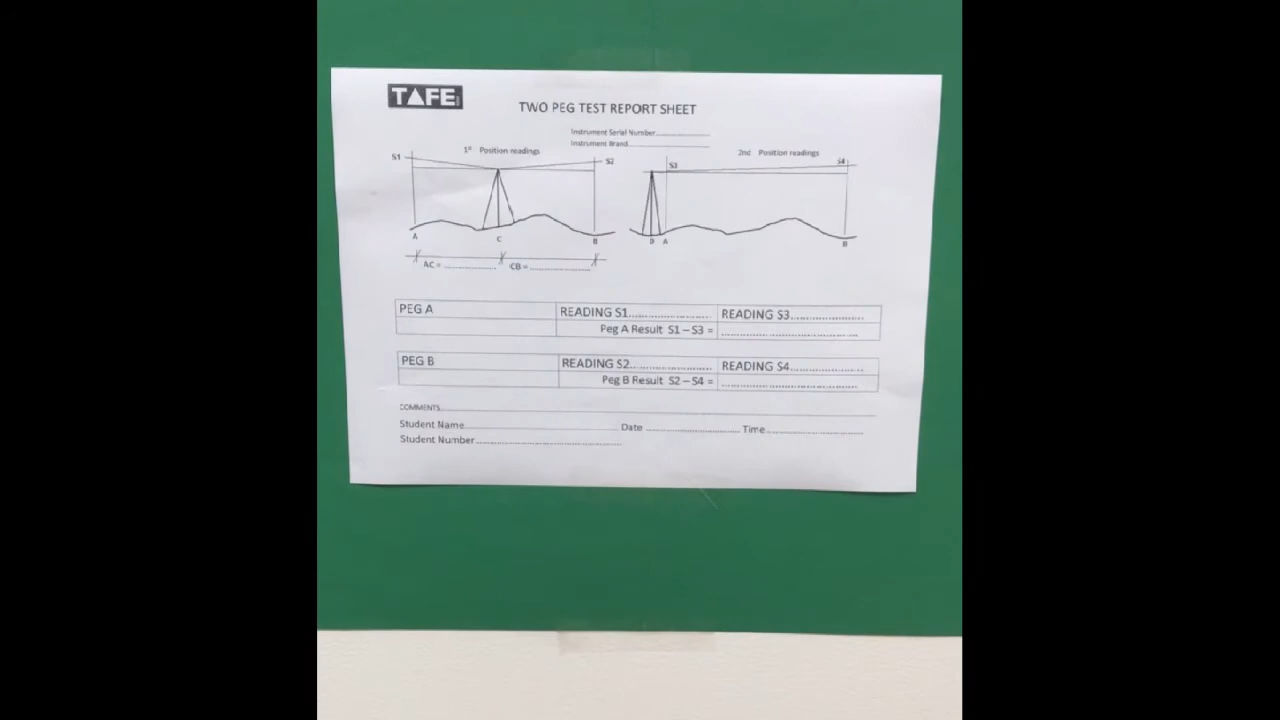 TAFE
TWO PEG TEST REPORT SHEET
Instrument Serial Number
Instrument Brand
1st Position readings
2nd Position readings
S1
S2
S3
S4
A
C
B
D A
B
AC = CB =
PEG A READING S1 READING S3
Peg A Result S1 – S3 =
PEG B READING S2 READING S4
Peg B Result S2 – S4 =
COMMENTS
Student Name Date Time
Student Number